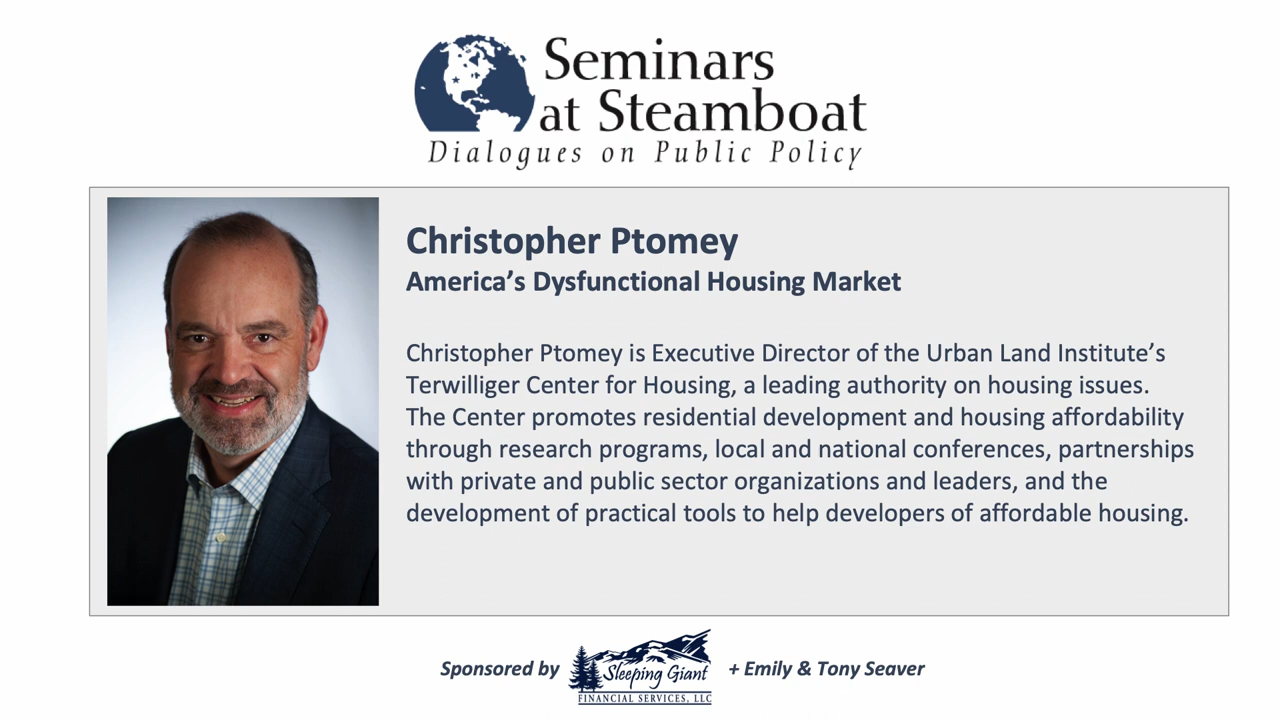 Seminars
at Steamboat
Dialogues on Public Policy
Christopher Ptomey
America’s Dysfunctional Housing Market
Christopher Ptomey is Executive Director of the Urban Land Institute’s
Terwilliger Center for Housing, a leading authority on housing issues.
The Center promotes residential development and housing affordability
through research programs, local and national conferences, partnerships
with private and public sector organizations and leaders, and the
development of practical tools to help developers of affordable housing.
Sponsored by
Sleeping Giant
FINANCIAL SERVICES, LLC
+ Emily & Tony Seaver